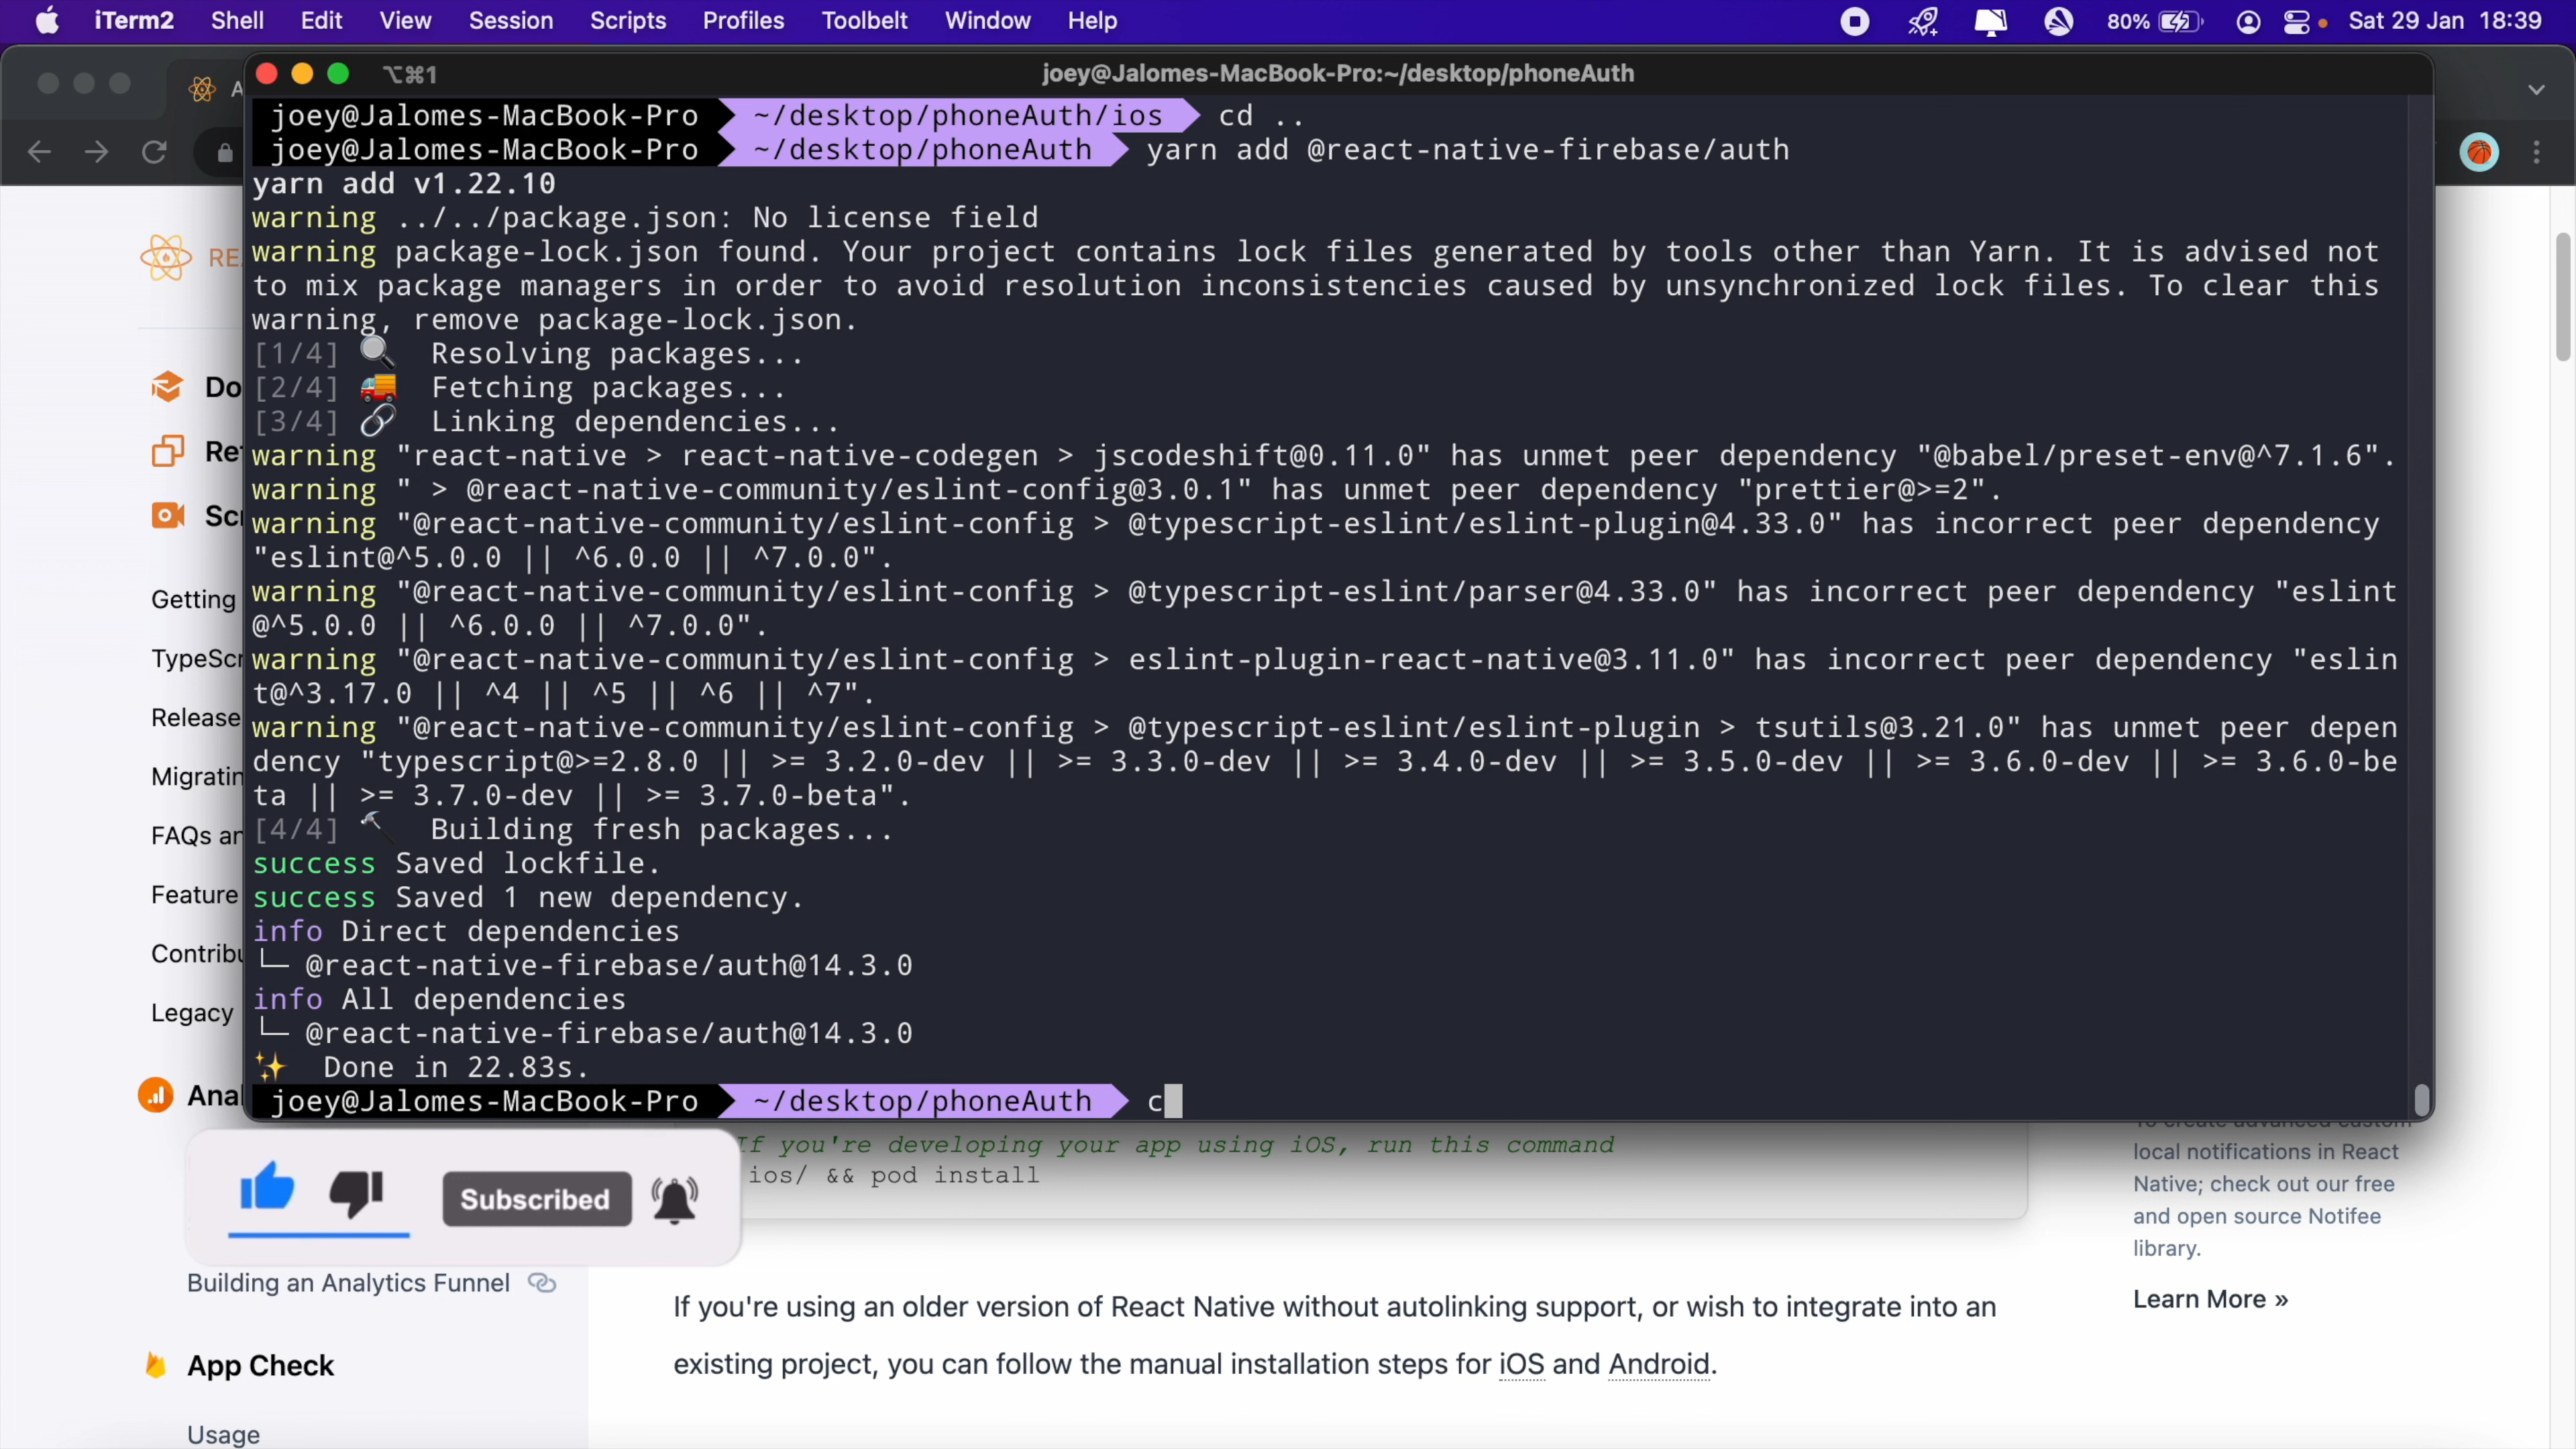 iTerm2 Shell Edit View Session Scripts Profiles Toolbelt Window Help 80% Sat 29 Jan 18:39
⌥⌘1 joey@Jalomes-MacBook-Pro:~/desktop/phoneAuth
joey@Jalomes-MacBook-Pro ~/desktop/phoneAuth/ios cd ..
joey@Jalomes-MacBook-Pro ~/desktop/phoneAuth yarn add @react-native-firebase/auth
yarn add v1.22.10
warning ../../package.json: No license field
warning package-lock.json found. Your project contains lock files generated by tools other than Yarn. It is advised not
to mix package managers in order to avoid resolution inconsistencies caused by unsynchronized lock files. To clear this
warning, remove package-lock.json.
[1/4] 🔍 Resolving packages...
[2/4] 🚚 Fetching packages...
[3/4] 🔗 Linking dependencies...
warning "react-native > react-native-codegen > jscodeshift@0.11.0" has unmet peer dependency "@babel/preset-env@^7.1.6".
warning " > @react-native-community/eslint-config@3.0.1" has unmet peer dependency "prettier@>=2".
warning "@react-native-community/eslint-config > @typescript-eslint/eslint-plugin@4.33.0" has incorrect peer dependency
"eslint@^5.0.0 || ^6.0.0 || ^7.0.0".
warning "@react-native-community/eslint-config > @typescript-eslint/parser@4.33.0" has incorrect peer dependency "eslint
@^5.0.0 || ^6.0.0 || ^7.0.0".
warning "@react-native-community/eslint-config > eslint-plugin-react-native@3.11.0" has incorrect peer dependency "eslin
t@^3.17.0 || ^4 || ^5 || ^6 || ^7".
warning "@react-native-community/eslint-config > @typescript-eslint/eslint-plugin > tsutils@3.21.0" has unmet peer depen
dency "typescript@>=2.8.0 || >= 3.2.0-dev || >= 3.3.0-dev || >= 3.4.0-dev || >= 3.5.0-dev || >= 3.6.0-dev || >= 3.6.0-be
ta || >= 3.7.0-dev || >= 3.7.0-beta".
[4/4] 🔨 Building fresh packages...
success Saved lockfile.
success Saved 1 new dependency.
info Direct dependencies
└─ @react-native-firebase/auth@14.3.0
info All dependencies
└─ @react-native-firebase/auth@14.3.0
✨ Done in 22.83s.
joey@Jalomes-MacBook-Pro ~/desktop/phoneAuth c
A
RE
Do
Re
Scr
Getting
TypeScr
Release
Migratin
FAQs an
Feature
Contribu
Legacy
Anal
Subscribed
Building an Analytics Funnel
App Check
Usage
If you're developing your app using iOS, run this command
ios/ && pod install
If you're using an older version of React Native without autolinking support, or wish to integrate into an
existing project, you can follow the manual installation steps for iOS and Android.
To create advanced custom
local notifications in React
Native; check out our free
and open source Notifee
library.
Learn More »